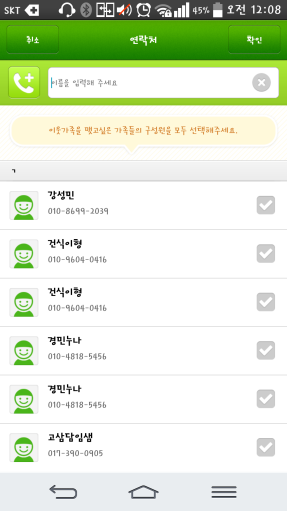 SKT 45% 오전 12:08
취소 연락처 확인
이름을 입력해 주세요
이웃가족을 맺고싶은 가족들의 구성원을 모두 선택해주세요.
ㄱ
강성민
010-8699-2039
건식이형
010-9604-0416
건식이형
010-9604-0416
경민누나
010-4818-5456
경민누나
010-4818-5456
고삼담임쌤
017-390-0905